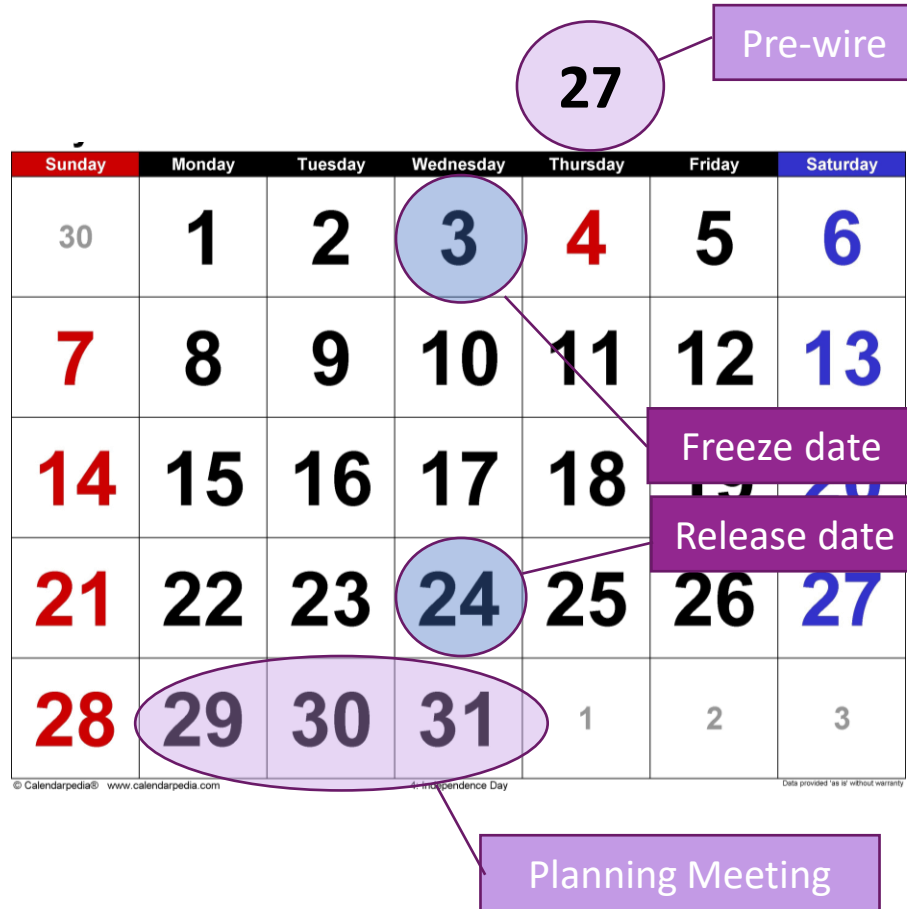 Pre-wire
27
Sunday Monday Tuesday Wednesday Thursday Friday Saturday
30 1 2 3 4 5 6
7 8 9 10 11 12 13
14 15 16 17 18 19 20
Freeze date
Release date
21 22 23 24 25 26 27
28 29 30 31 1 2 3
© Calendarpedia® www.calendarpedia.com 4: Independence Day Data provided 'as is' without warranty
Planning Meeting